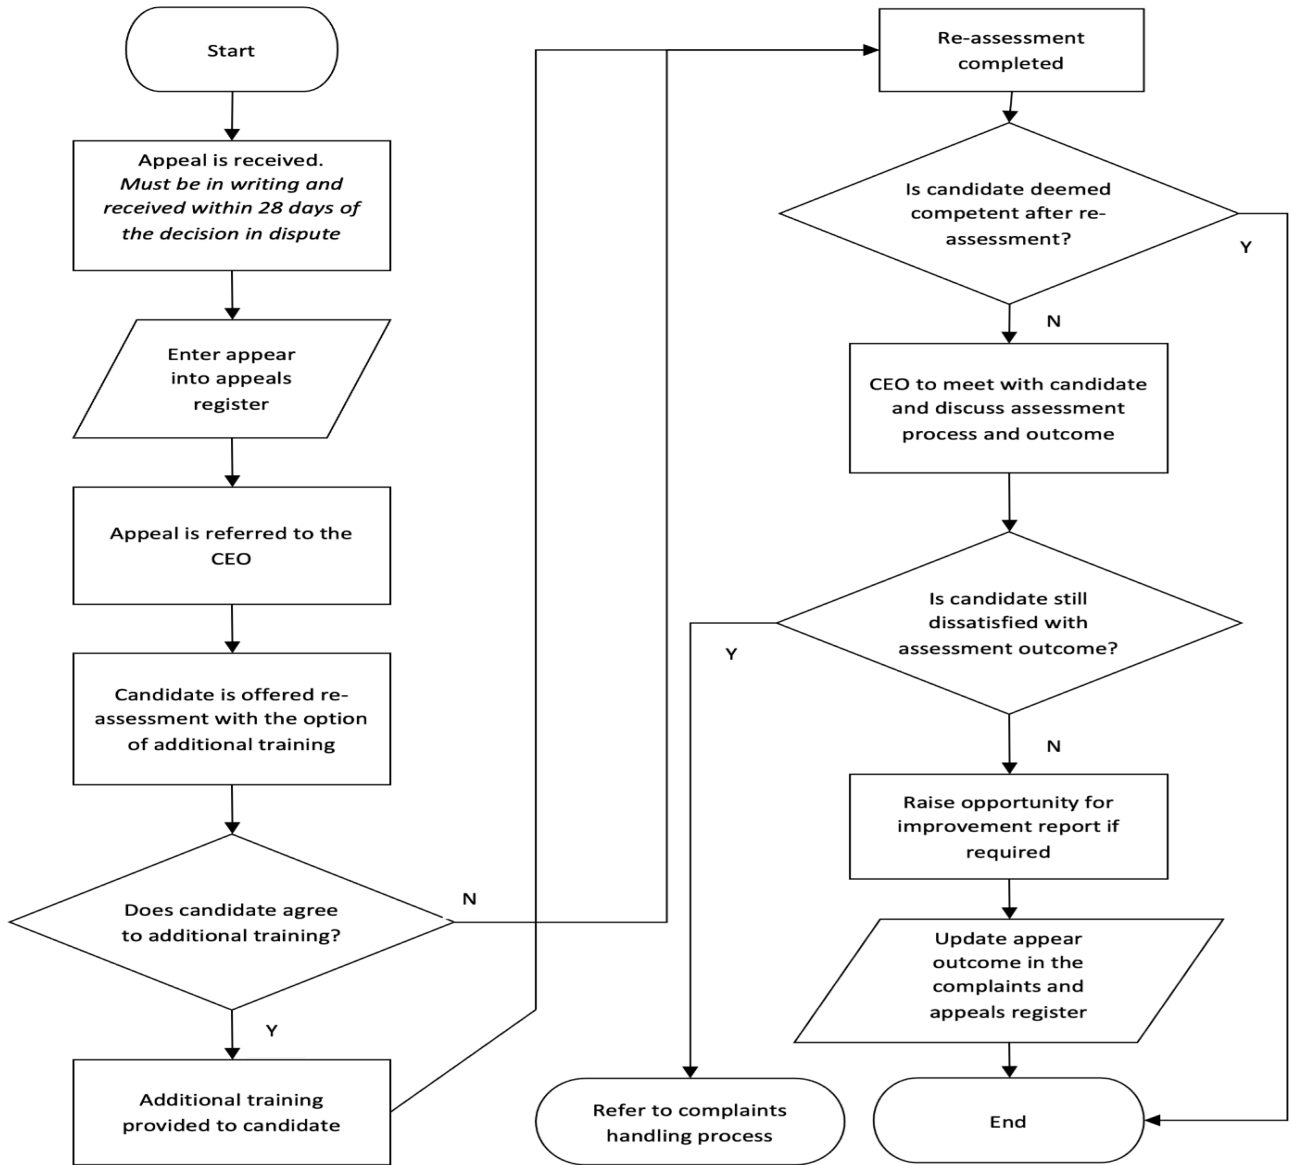 Start
Appeal is received.
Must be in writing and
received within 28 days of
the decision in dispute
Enter appear
into appeals
register
Appeal is referred to the
CEO
Candidate is offered re-
assessment with the option
of additional training
Does candidate agree
to additional training?
N
Y
Additional training
provided to candidate
Re-assessment
completed
Is candidate deemed
competent after re-
assessment?
Y
N
CEO to meet with candidate
and discuss assessment
process and outcome
Is candidate still
dissatisfied with
assessment outcome?
Y
N
Raise opportunity for
improvement report if
required
Update appear
outcome in the
complaints and
appeals register
Refer to complaints
handling process
End